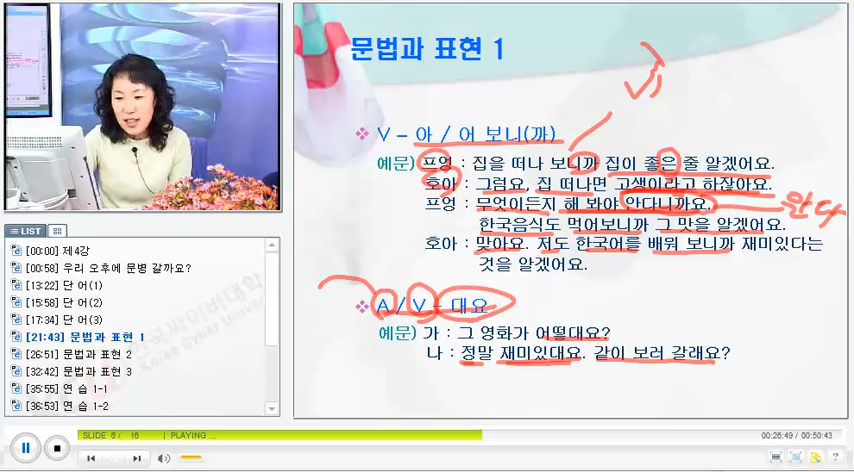 문법과 표현 1
❖ V – 아 / 어 보니(까)
예문) 프엉 : 집을 떠나 보니까 집이 좋은 줄 알겠어요.
호아 : 그럼요, 집 떠나면 고생이라고 하잖아요.
프엉 : 무엇이든지 해 봐야 안다니까요.
안다
한국음식도 먹어보니까 그 맛을 알겠어요.
호아 : 맞아요. 저도 한국어를 배워 보니까 재미있다는
것을 알겠어요.
❖ A / V – 대요
예문) 가 : 그 영화가 어떨대요?
나 : 정말 재미있대요. 같이 보러 갈래요?
LIST
[00:00] 제4강
[00:58] 우리 오후에 문병 갈까요?
[13:22] 단 어(1)
[15:58] 단 어(2)
[17:34] 단 어(3)
[21:43] 문법과 표현 1
[26:51] 문법과 표현 2
[32:42] 문법과 표현 3
[35:55] 연 습 1-1
[36:53] 연 습 1-2
SLIDE 6 / 16 | PLAYING ...
00:26:49 / 00:50:43